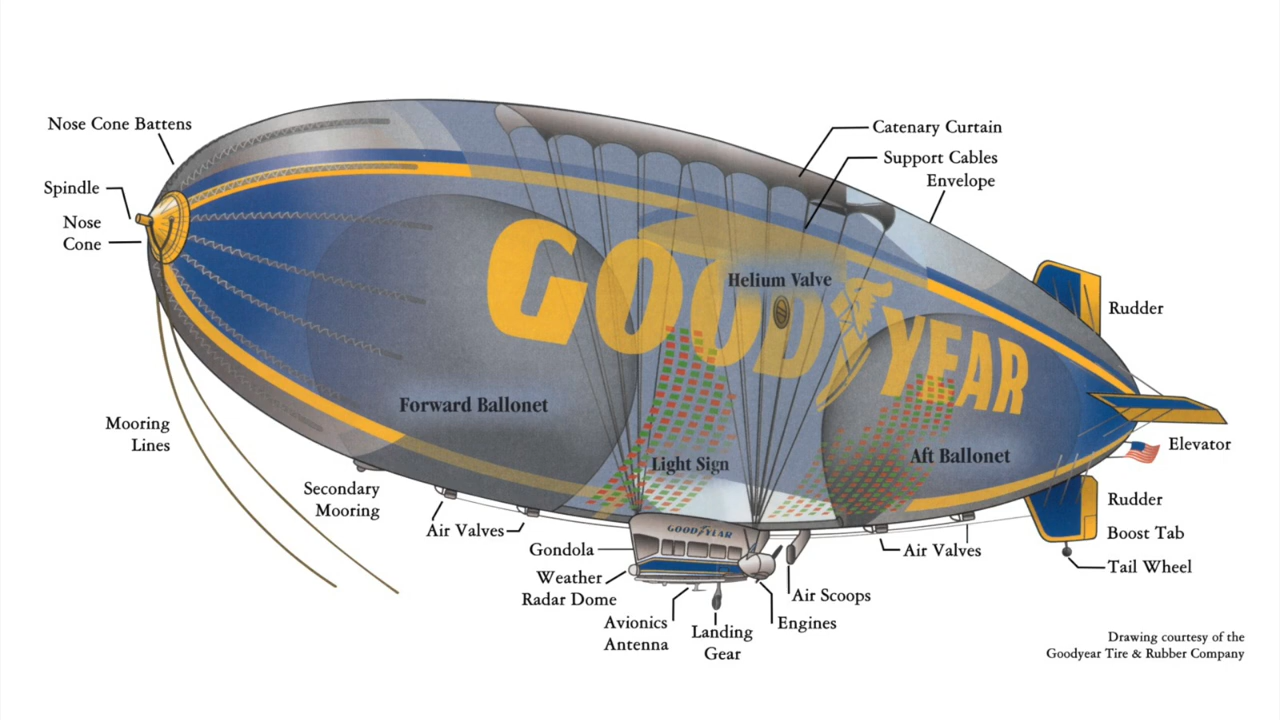 Nose Cone Battens
Spindle
Nose
Cone
Mooring
Lines
Secondary
Mooring
Air Valves
Gondola
Weather
Radar Dome
Avionics
Antenna
Landing
Gear
Engines
Air Scoops
Air Valves
Tail Wheel
Boost Tab
Rudder
Elevator
Rudder
Envelope
Support Cables
Catenary Curtain
Helium Valve
GOODYEAR
Forward Ballonet
Light Sign
Aft Ballonet
GOODYEAR
Drawing courtesy of the
Goodyear Tire & Rubber Company